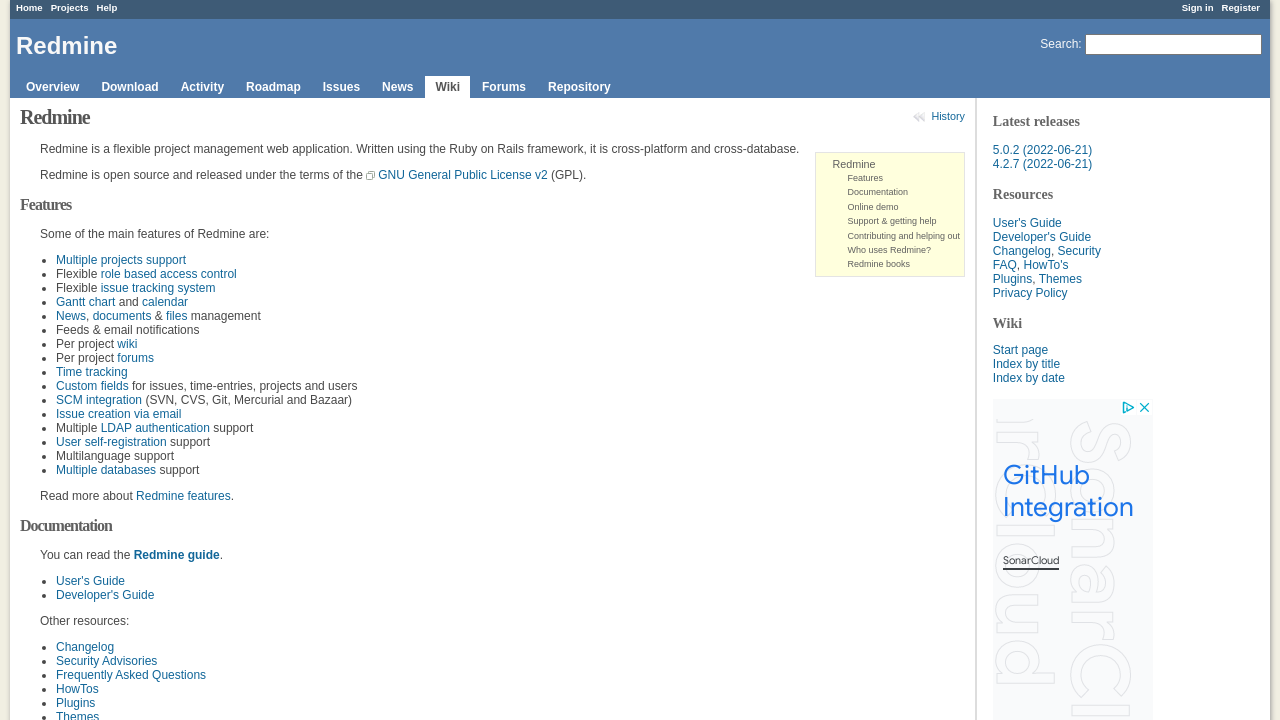 Home Projects Help
Sign in Register
Redmine
Search:
Overview Download Activity Roadmap Issues News Wiki Forums Repository
Redmine
History
Redmine is a flexible project management web application. Written using the Ruby on Rails framework, it is cross-platform and cross-database.
Redmine is open source and released under the terms of the GNU General Public License v2 (GPL).
Redmine
Features
Documentation
Online demo
Support & getting help
Contributing and helping out
Who uses Redmine?
Redmine books
Features
Some of the main features of Redmine are:
Multiple projects support
Flexible role based access control
Flexible issue tracking system
Gantt chart and calendar
News, documents & files management
Feeds & email notifications
Per project wiki
Per project forums
Time tracking
Custom fields for issues, time-entries, projects and users
SCM integration (SVN, CVS, Git, Mercurial and Bazaar)
Issue creation via email
Multiple LDAP authentication support
User self-registration support
Multilanguage support
Multiple databases support
Read more about Redmine features.
Documentation
You can read the Redmine guide.
User's Guide
Developer's Guide
Other resources:
Changelog
Security Advisories
Frequently Asked Questions
HowTos
Plugins
Themes
Latest releases
5.0.2 (2022-06-21)
4.2.7 (2022-06-21)
Resources
User's Guide
Developer's Guide
Changelog, Security
FAQ, HowTo's
Plugins, Themes
Privacy Policy
Wiki
Start page
Index by title
Index by date
GitHub
Integration
SonarCloud